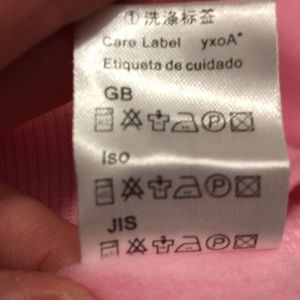 ①洗涤标签
Care Label yxoA*
Etiqueta de cuidado
GB
Iso
JIS